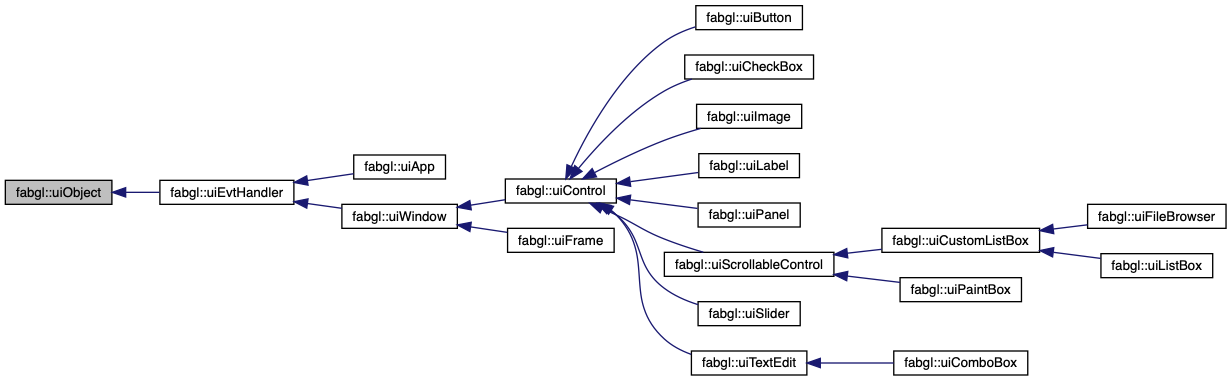 fabgl::uiButton
fabgl::uiCheckBox
fabgl::uiImage
fabgl::uiApp
fabgl::uiLabel
fabgl::uiObject
fabgl::uiEvtHandler
fabgl::uiControl
fabgl::uiWindow
fabgl::uiPanel
fabgl::uiFileBrowser
fabgl::uiFrame
fabgl::uiCustomListBox
fabgl::uiScrollableControl
fabgl::uiListBox
fabgl::uiPaintBox
fabgl::uiSlider
fabgl::uiTextEdit
fabgl::uiComboBox